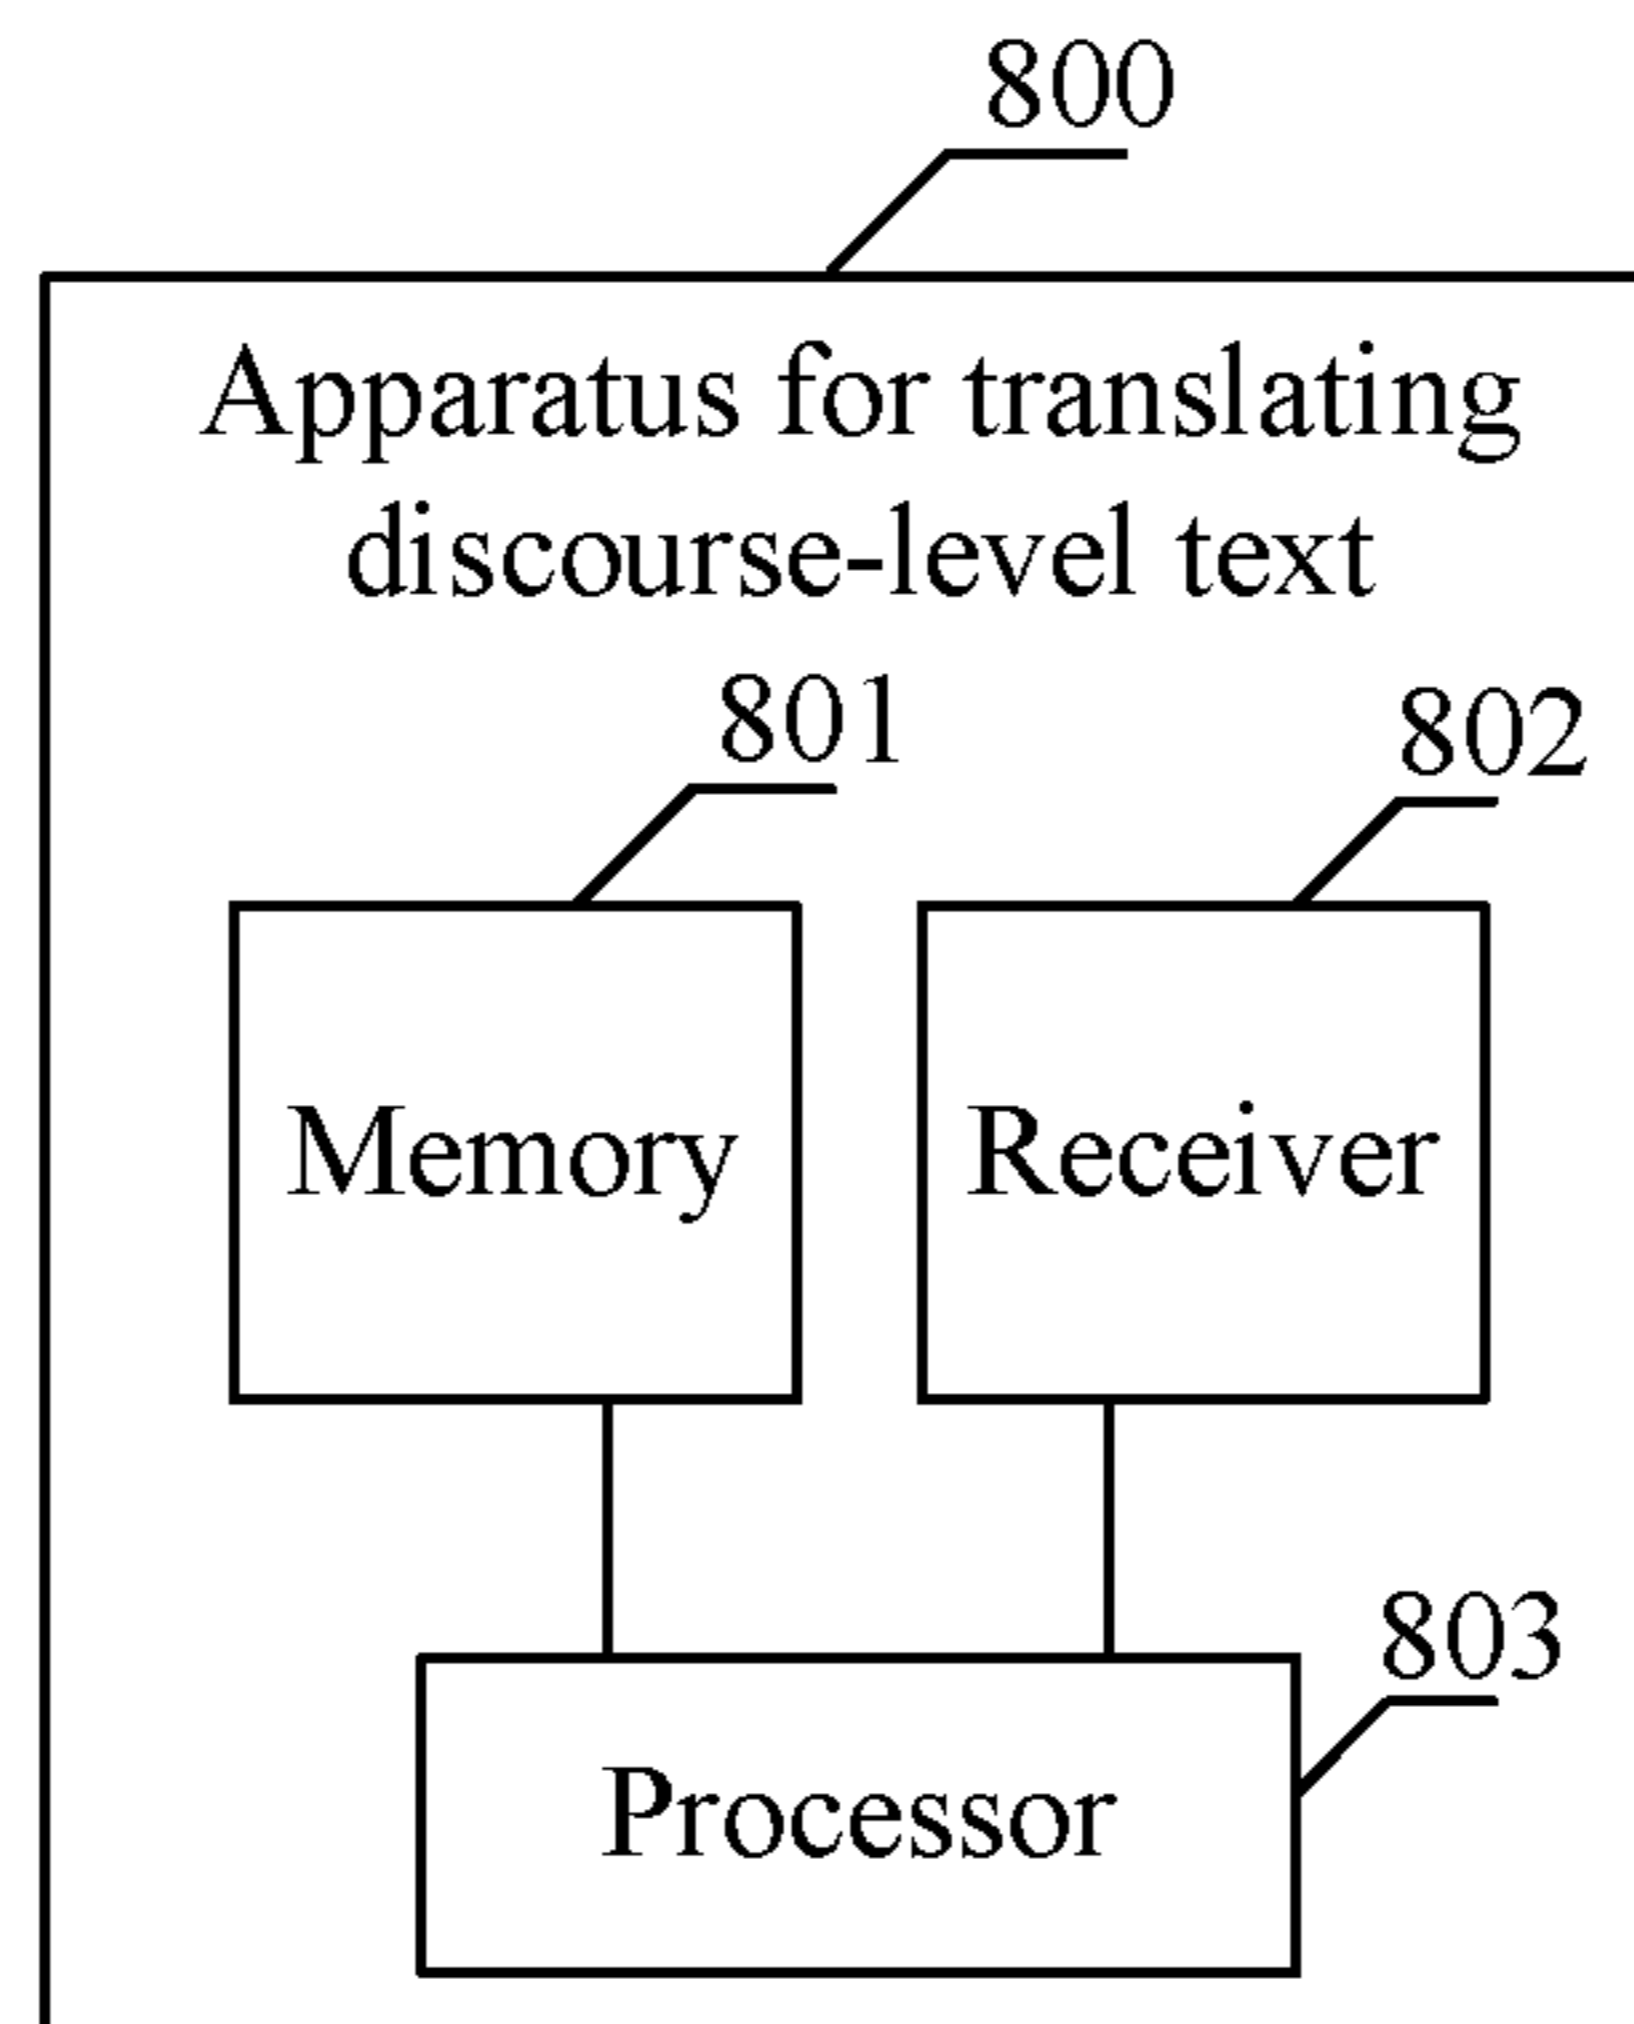 800
Apparatus for translating
discourse-level text
801
802
Memory
Receiver
803
Processor